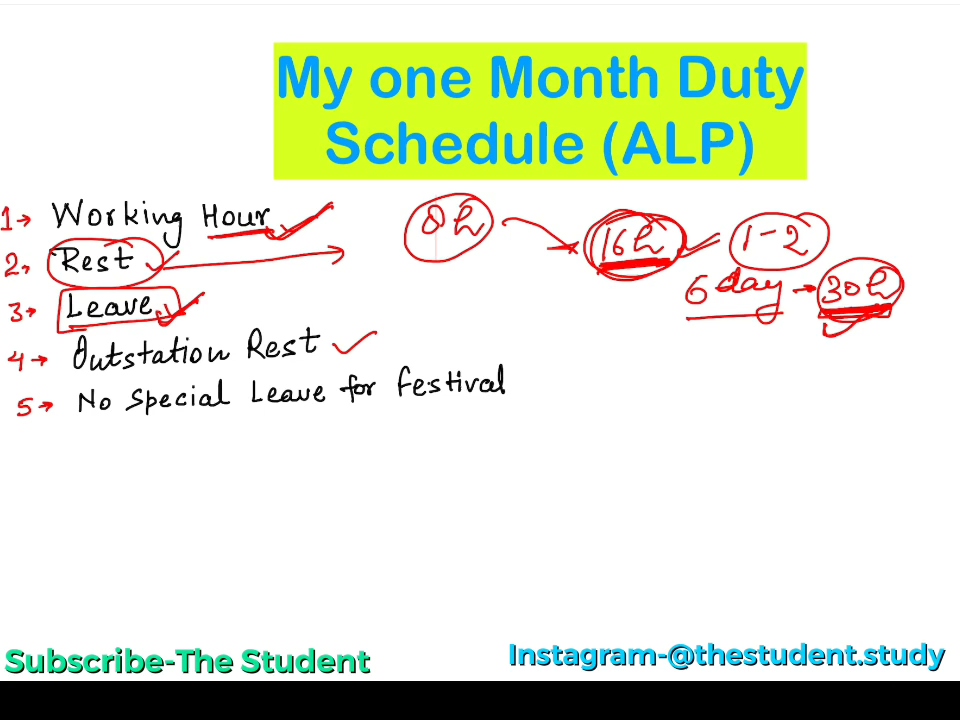 My one Month Duty
Schedule (ALP)
1→ Working Hour 8h 16h 1-2
2→ Rest
6 day → 30h
3→ Leave
4→ Outstation Rest
5→ No Special Leave for festival
Subscribe-The Student
Instagram-@thestudent.study